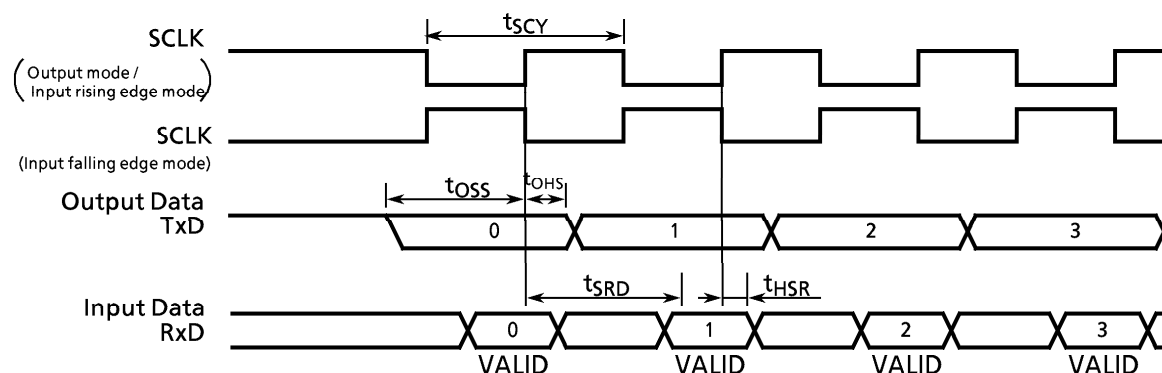 tSCY
SCLK
(Output mode /
Input rising edge mode)
SCLK
(Input falling edge mode)
tOSS
tOHS
Output Data
TxD
0
1
2
3
tSRD
tHSR
Input Data
RxD
0
1
2
3
VALID
VALID
VALID
VALID